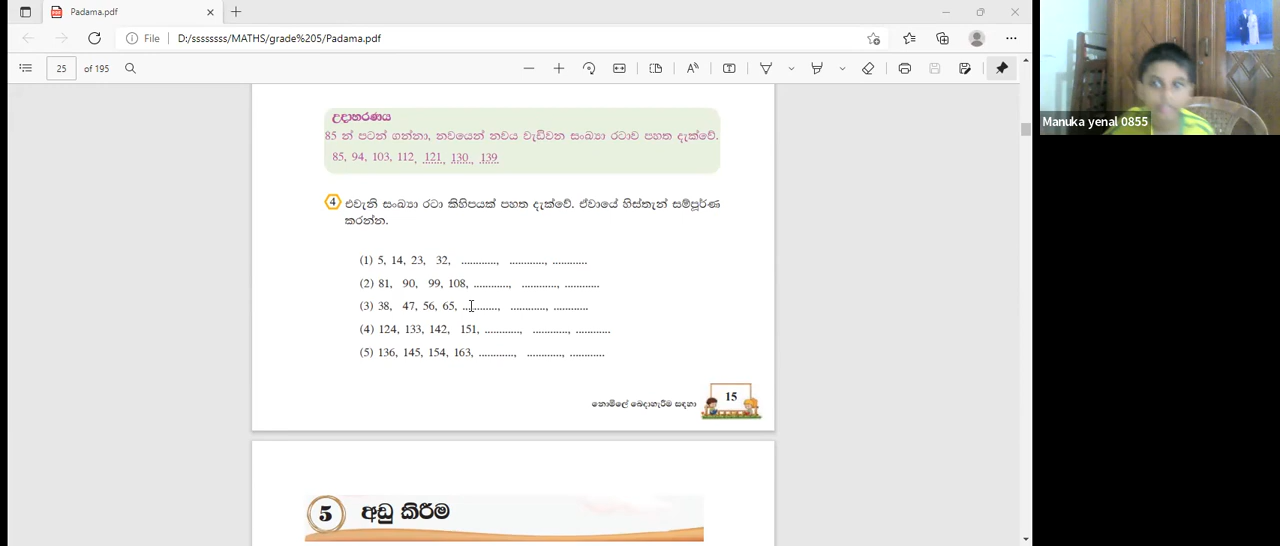 Padama.pdf
File D:/sssssss/MATHS/grade%205/Padama.pdf
25 of 195
උදාහරණය
85 න් පටන් ගන්නා, නවයෙන් නවය වැඩිවන සංඛ්‍යා රටාව පහත දැක්වේ.
85, 94, 103, 112, 121, 130, 139
4 එවැනි සංඛ්‍යා රටා කිහිපයක් පහත දැක්වේ. ඒවායේ හිස්තැන් සම්පූර්ණ
කරන්න.
(1) 5, 14, 23, 32, ............, ............, ............
(2) 81, 90, 99, 108, ............, ............, ............
(3) 38, 47, 56, 65, ............, ............, ............
(4) 124, 133, 142, 151, ............, ............, ............
(5) 136, 145, 154, 163, ............, ............, ............
නොමිලේ බෙදාහැරීම සඳහා 15
5 අඩු කිරීම
Manuka yenal 0855